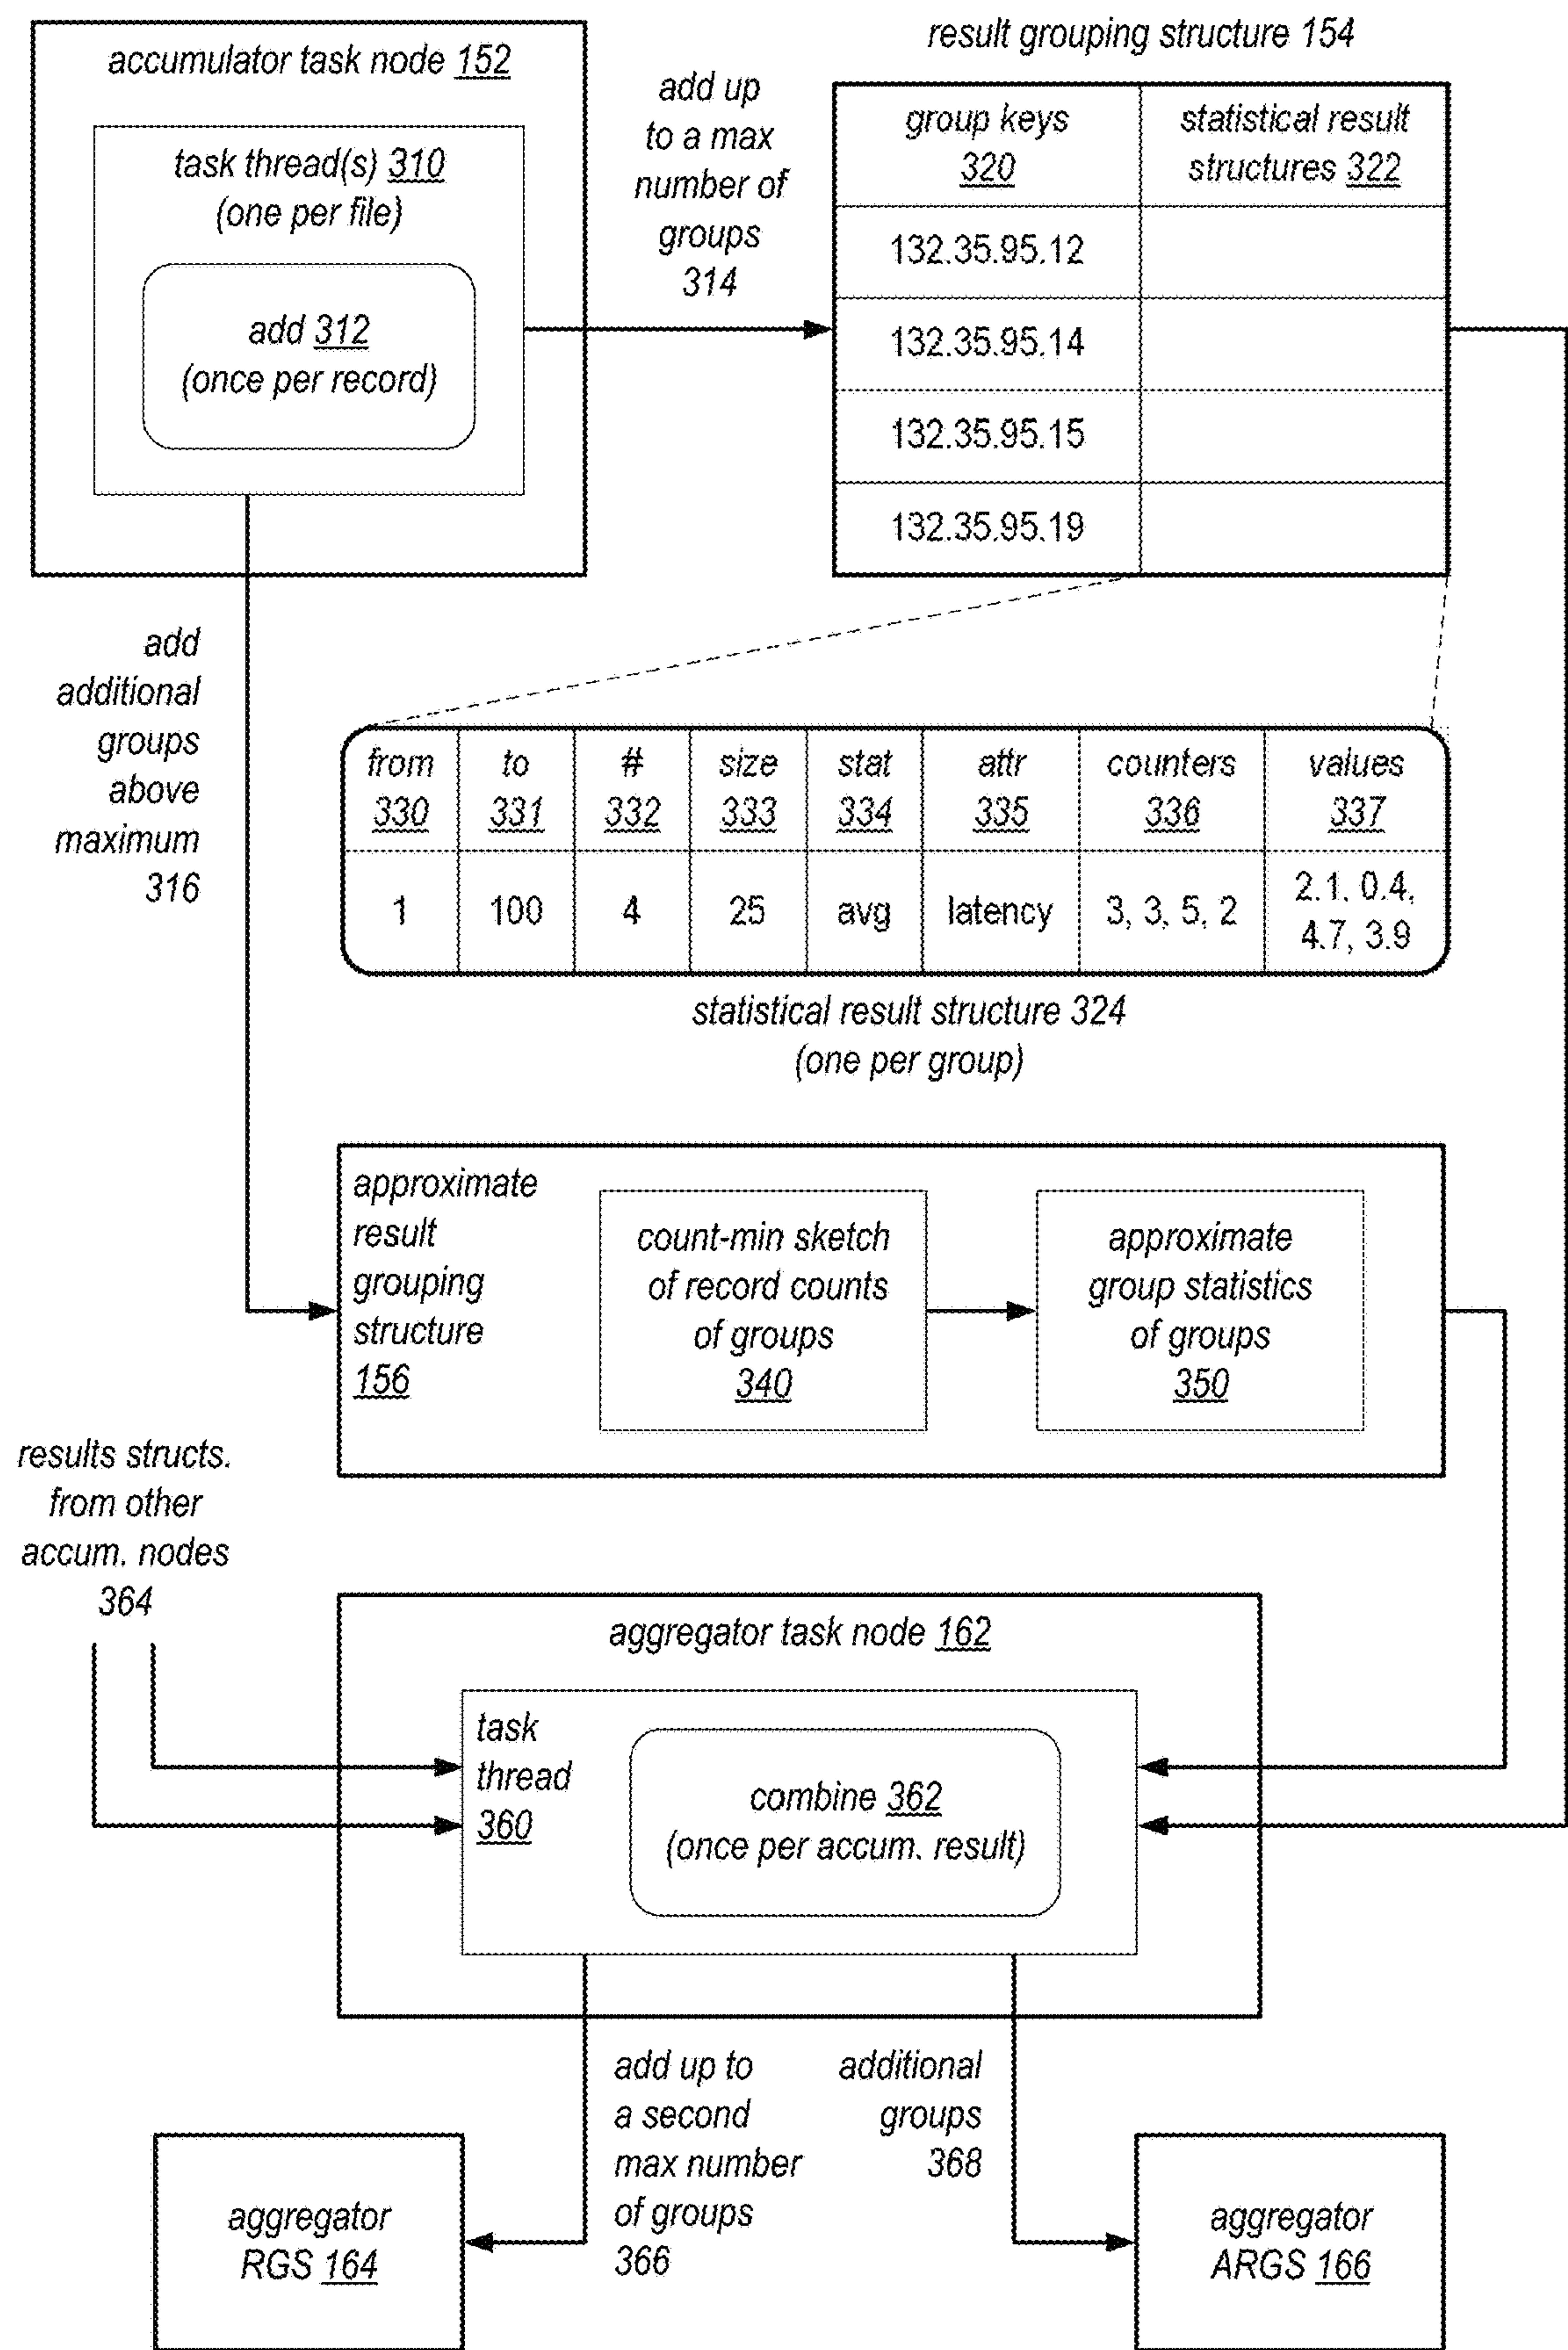 accumulator task node 152
task thread(s) 310
(one per file)
add 312
(once per record)
add up
to a max
number of
groups
314
result grouping structure 154
group keys
320
statistical result
structures 322
132.35.95.12
132.35.95.14
132.35.95.15
132.35.95.19
add
additional
groups
above
maximum
316
from
330
to
331
#
332
size
333
stat
334
attr
335
counters
336
values
337
1
100
4
25
avg
latency
3, 3, 5, 2
2.1, 0.4,
4.7, 3.9
statistical result structure 324
(one per group)
approximate
result
grouping
structure
156
count-min sketch
of record counts
of groups
340
approximate
group statistics
of groups
350
results structs.
from other
accum. nodes
364
aggregator task node 162
task
thread
360
combine 362
(once per accum. result)
add up to
a second
max number
of groups
366
additional
groups
368
aggregator
RGS 164
aggregator
ARGS 166